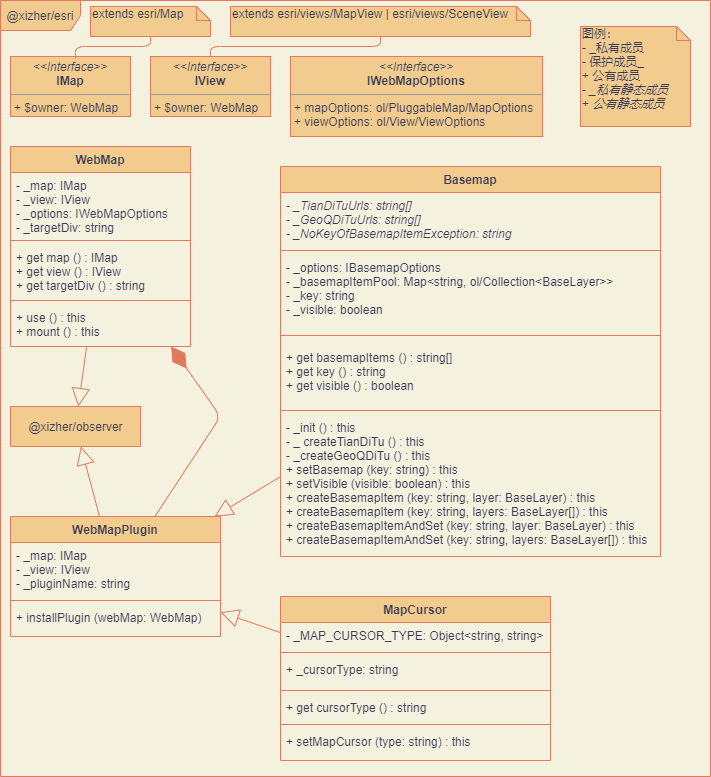 @xizher/esri
extends esri/Map
extends esri/views/MapView | esri/views/SceneView
图例：
- _私有成员
- 保护成员_
+ 公有成员
- _私有静态成员
+ 公有静态成员
<<Interface>>
IMap
+ $owner: WebMap
<<Interface>>
IView
+ $owner: WebMap
<<Interface>>
IWebMapOptions
+ mapOptions: ol/PluggableMap/MapOptions
+ viewOptions: ol/View/ViewOptions
WebMap
- _map: IMap
- _view: IView
- _options: IWebMapOptions
- _targetDiv: string
+ get map () : IMap
+ get view () : IView
+ get targetDiv () : string
+ use () : this
+ mount () : this
Basemap
- _TianDiTuUrls: string[]
- _GeoQDiTuUrls: string[]
- _NoKeyOfBasemapItemException: string
- _options: IBasemapOptions
- _basemapItemPool: Map<string, ol/Collection<BaseLayer>>
- _key: string
- _visible: boolean
+ get basemapItems () : string[]
+ get key () : string
+ get visible () : boolean
- _init () : this
- _ createTianDiTu () : this
- _createGeoQDiTu () : this
+ setBasemap (key: string) : this
+ setVisible (visible: boolean) : this
+ createBasemapItem (key: string, layer: BaseLayer) : this
+ createBasemapItem (key: string, layers: BaseLayer[]) : this
+ createBasemapItemAndSet (key: string, layer: BaseLayer) : this
+ createBasemapItemAndSet (key: string, layers: BaseLayer[]) : this
@xizher/observer
WebMapPlugin
- _map: IMap
- _view: IView
- _pluginName: string
+ installPlugin (webMap: WebMap)
MapCursor
- _MAP_CURSOR_TYPE: Object<string, string>
+ _cursorType: string
+ get cursorType () : string
+ setMapCursor (type: string) : this